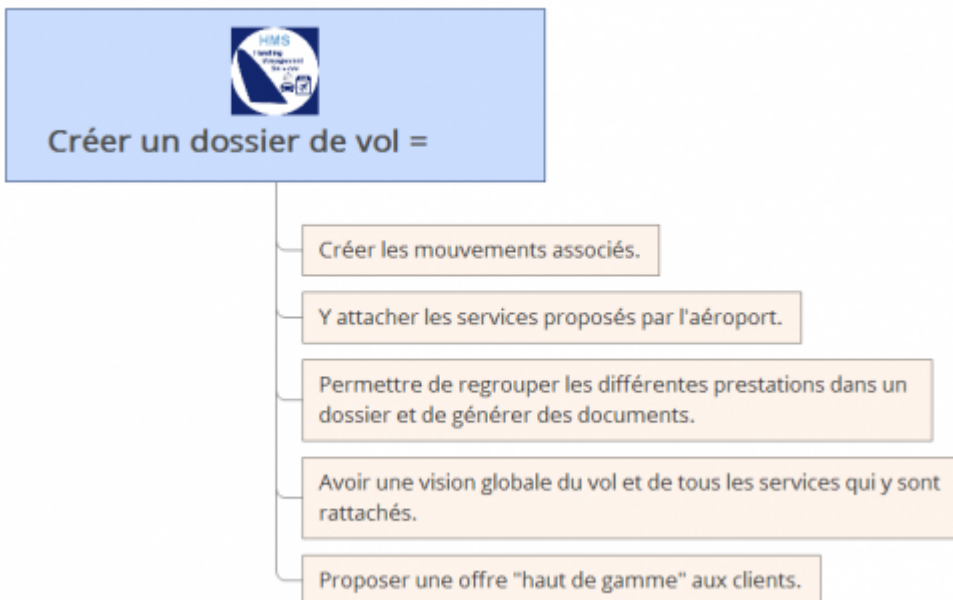 HMS
Créer un dossier de vol =
Créer les mouvements associés.
Y attacher les services proposés par l'aéroport.
Permettre de regrouper les différentes prestations dans un
dossier et de générer des documents.
Avoir une vision globale du vol et de tous les services qui y sont
rattachés.
Proposer une offre "haut de gamme" aux clients.